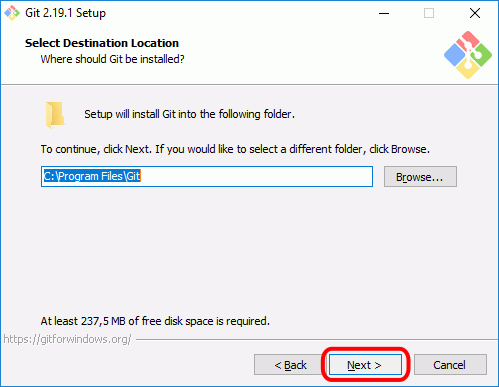 Git 2.19.1 Setup
Select Destination Location
Where should Git be installed?
Setup will install Git into the following folder.
To continue, click Next. If you would like to select a different folder, click Browse.
C:\Program Files\Git
Browse...
At least 237,5 MB of free disk space is required.
https://gitforwindows.org/
< Back
Next >
Cancel